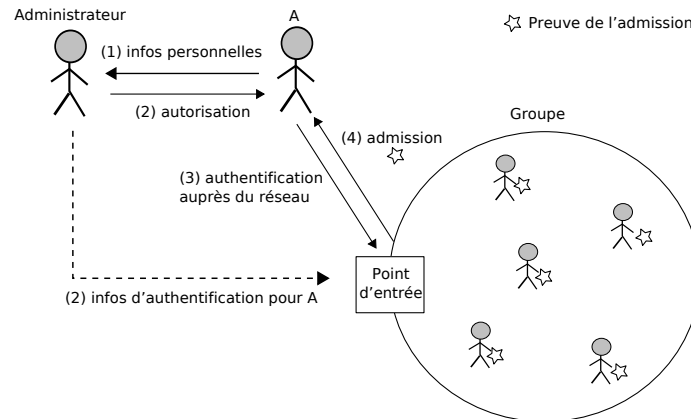 Administrateur
A
Preuve de l'admission
(1) infos personnelles
(2) autorisation
Groupe
(4) admission
(3) authentification
auprès du réseau
Point
d'entrée
(2) infos d'authentification pour A